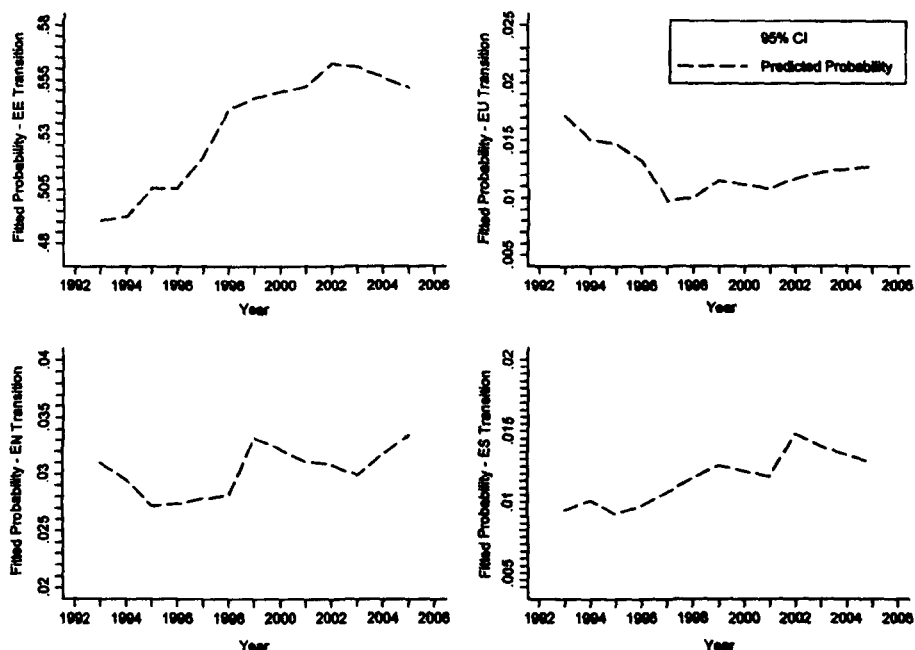 Fitted Probability - EE Transition
.58
.555
.53
.505
.48
1992 1994 1996 1998 2000 2002 2004 2006
Year
Fitted Probability - EU Transition
.025
.02
.015
.01
.005
95% CI
Predicted Probability
1992 1994 1996 1998 2000 2002 2004 2006
Year
Fitted Probability - EN Transition
.04
.035
.03
.025
.02
1992 1994 1996 1998 2000 2002 2004 2006
Year
Fitted Probability - ES Transition
.02
.015
.01
.005
1992 1994 1996 1998 2000 2002 2004 2006
Year